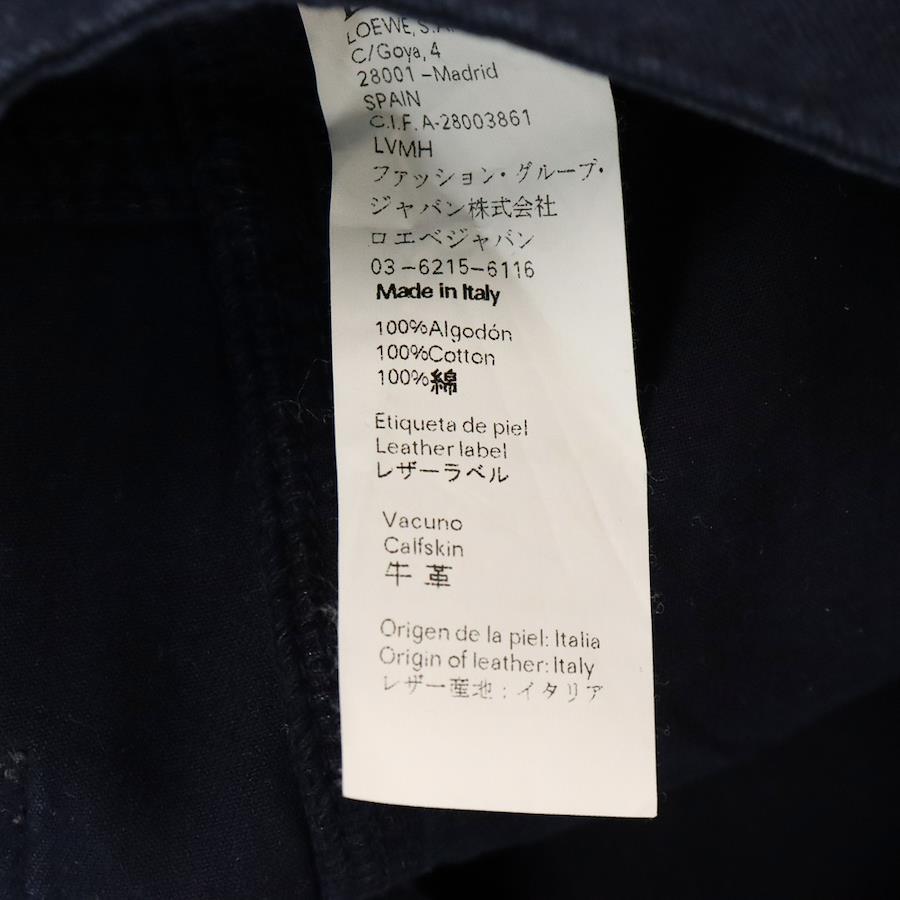 LOEWE, S.A.
C/Goya, 4
28001-Madrid
SPAIN
C.I.F. A-28003861
LVMH
ファッション・グループ・
ジャパン株式会社
ロエベジャパン
03-6215-6116
Made in Italy
100%Algodón
100%Cotton
100%綿
Etiqueta de piel
Leather label
レザーラベル
Vacuno
Calfskin
牛革
Origen de la piel: Italia
Origin of leather: Italy
レザー産地:イタリア